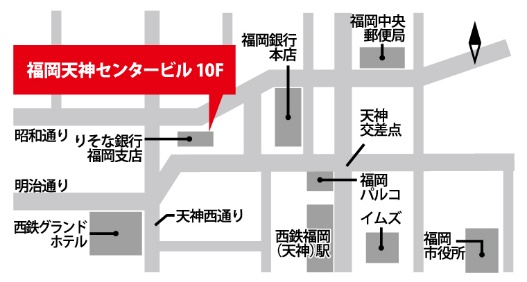 福岡中央
郵便局
福岡銀行
本店
福岡天神センタービル 10F
天神
交差点
昭和通り
りそな銀行
福岡支店
明治通り
福岡
パルコ
天神西通り
イムズ
西鉄グランド
ホテル
西鉄福岡
（天神）駅
福岡
市役所